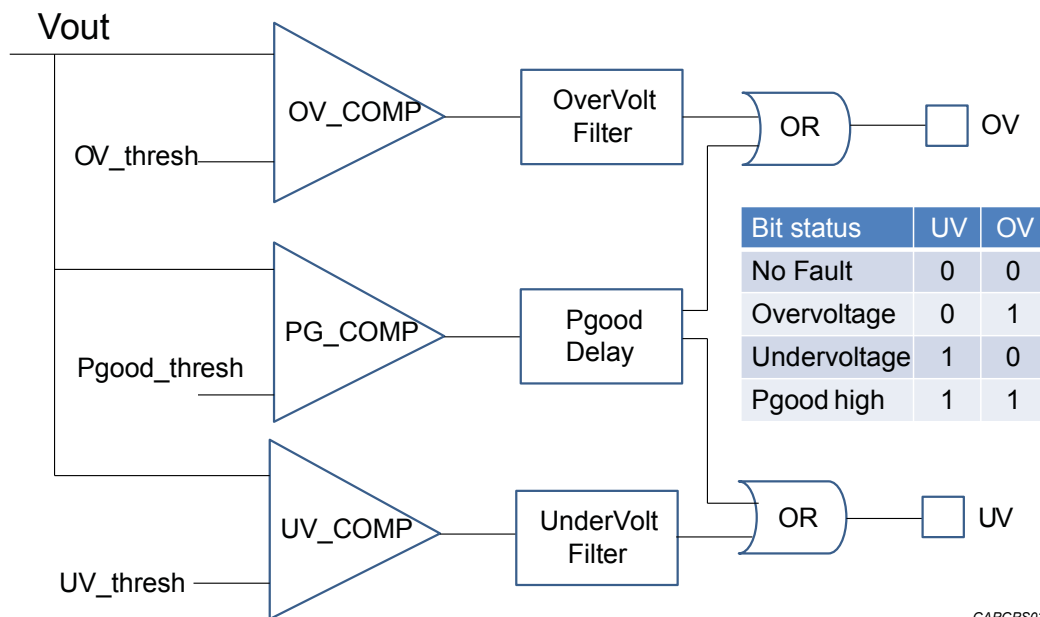 Vout
OV_COMP
OV_thresh
OverVolt
Filter
OR
OV
PG_COMP
Pgood_thresh
Pgood
Delay
Bit status UV OV
No Fault 0 0
Overvoltage 0 1
Undervoltage 1 0
Pgood high 1 1
UV_COMP
UV_thresh
UnderVolt
Filter
OR
UV